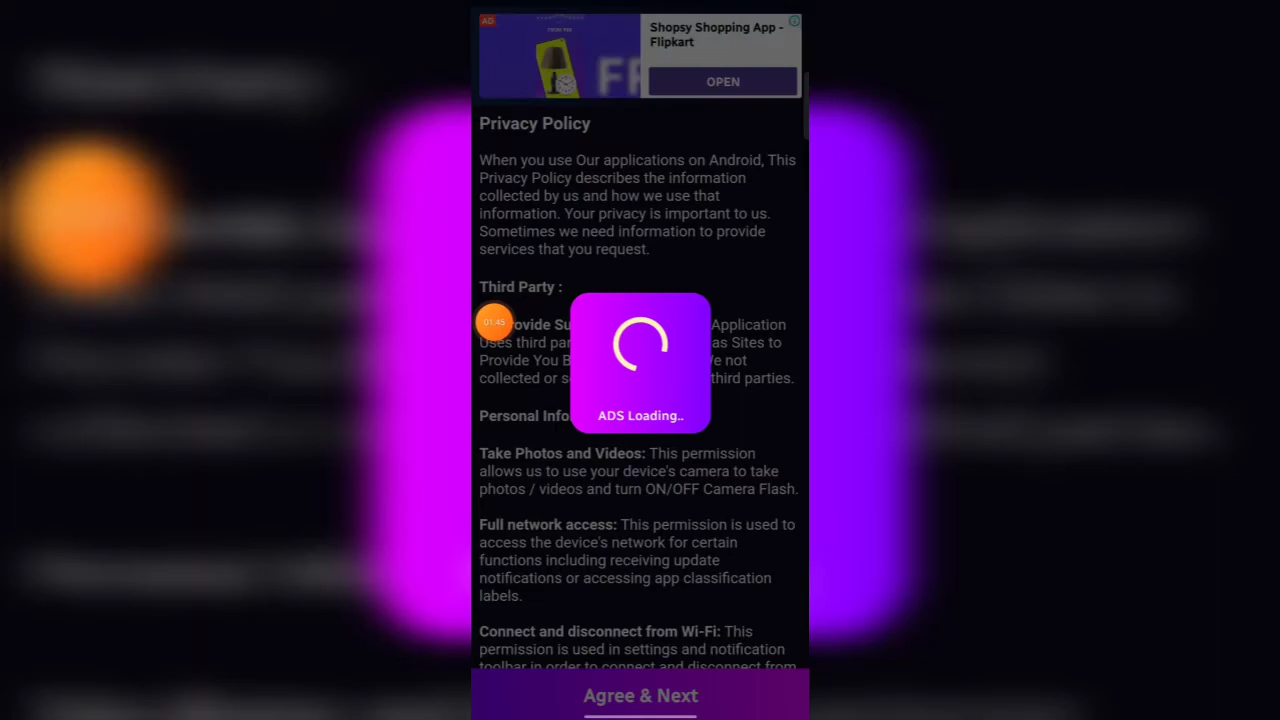 AD
Shopsy Shopping App -
Flipkart
OPEN
Privacy Policy
When you use Our applications on Android, This
Privacy Policy describes the information
collected by us and how we use that
information. Your privacy is important to us.
Sometimes we need information to provide
services that you request.
Third Party :
01:45
ovide Su Application
Uses third par as Sites to
Provide You B e not
collected or s third parties.
Personal Info
ADS Loading..
Take Photos and Videos: This permission
allows us to use your device's camera to take
photos / videos and turn ON/OFF Camera Flash.
Full network access: This permission is used to
access the device's network for certain
functions including receiving update
notifications or accessing app classification
labels.
Connect and disconnect from Wi-Fi: This
permission is used in settings and notification
toolbar in order to connect and disconnect from
Agree & Next